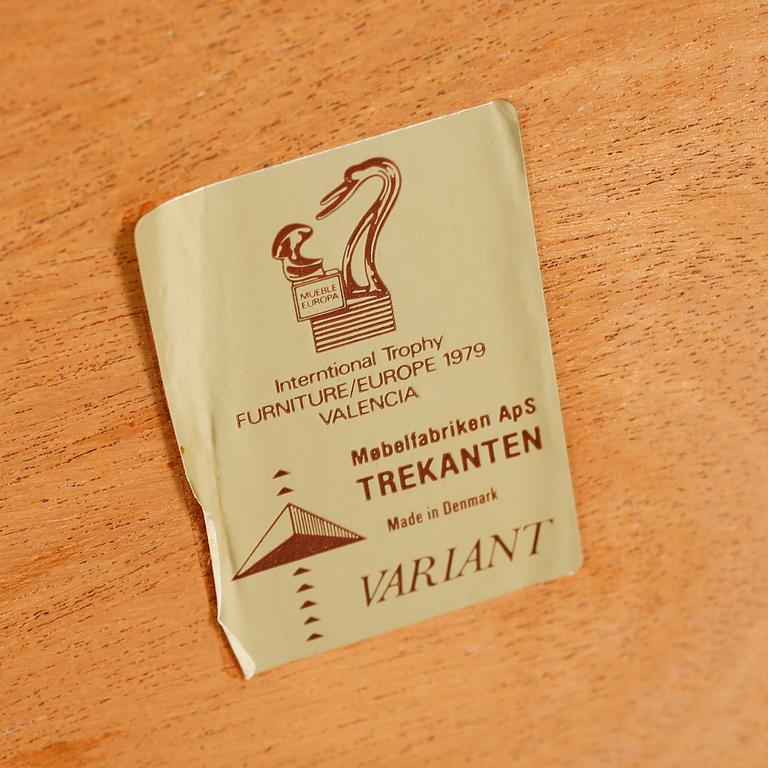 MUEBLE
EUROPA
Interntional Trophy
FURNITURE/EUROPE 1979
VALENCIA
Møbelfabriken ApS
TREKANTEN
Made in Denmark
VARIANT